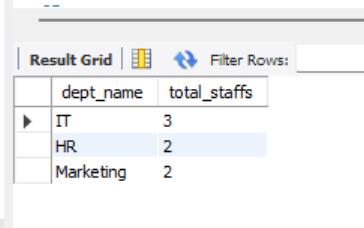 Result Grid Filter Rows:
dept_name total_staffs
IT 3
HR 2
Marketing 2